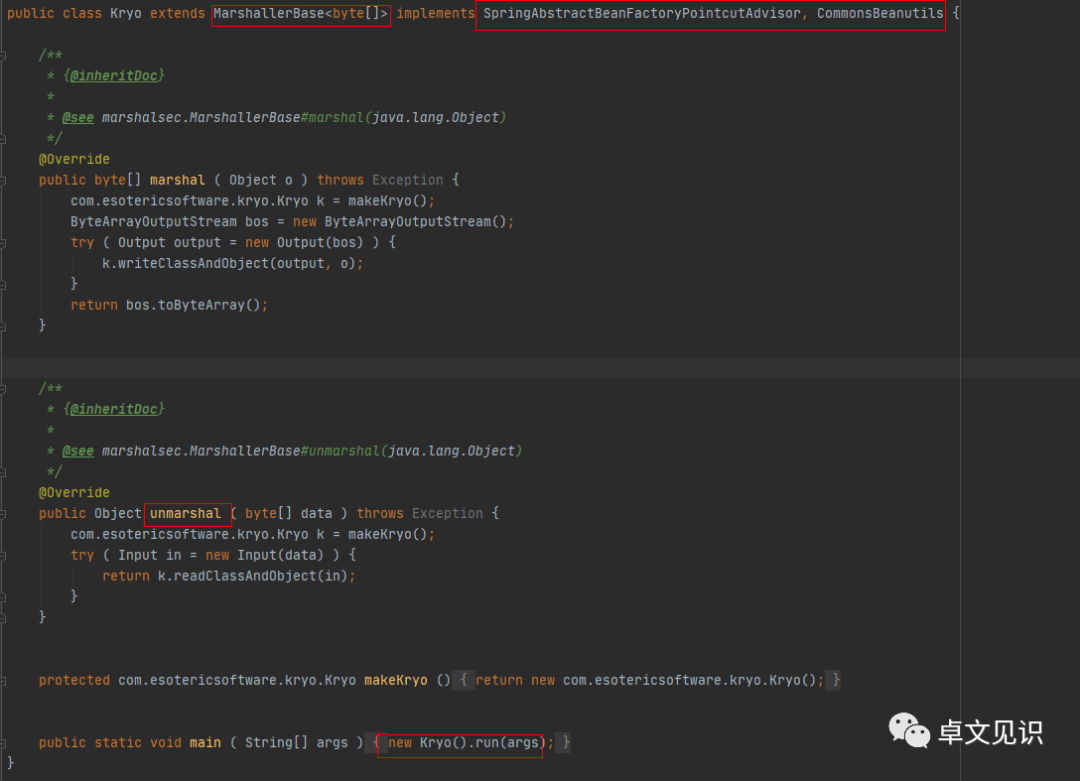 public class Kryo extends MarshallerBase<byte[]> implements SpringAbstractBeanFactoryPointcutAdvisor, CommonsBeanutils {
/**
* {@inheritDoc}
*
* @see marshalsec.MarshallerBase#marshal(java.lang.Object)
*/
@Override
public byte[] marshal ( Object o ) throws Exception {
com.esotericsoftware.kryo.Kryo k = makeKryo();
ByteArrayOutputStream bos = new ByteArrayOutputStream();
try ( Output output = new Output(bos) ) {
k.writeClassAndObject(output, o);
}
return bos.toByteArray();
}
/**
* {@inheritDoc}
*
* @see marshalsec.MarshallerBase#unmarshal(java.lang.Object)
*/
@Override
public Object unmarshal ( byte[] data ) throws Exception {
com.esotericsoftware.kryo.Kryo k = makeKryo();
try ( Input in = new Input(data) ) {
return k.readClassAndObject(in);
}
}
protected com.esotericsoftware.kryo.Kryo makeKryo () { return new com.esotericsoftware.kryo.Kryo(); }
public static void main ( String[] args ) { new Kryo().run(args); }
}
卓文见识